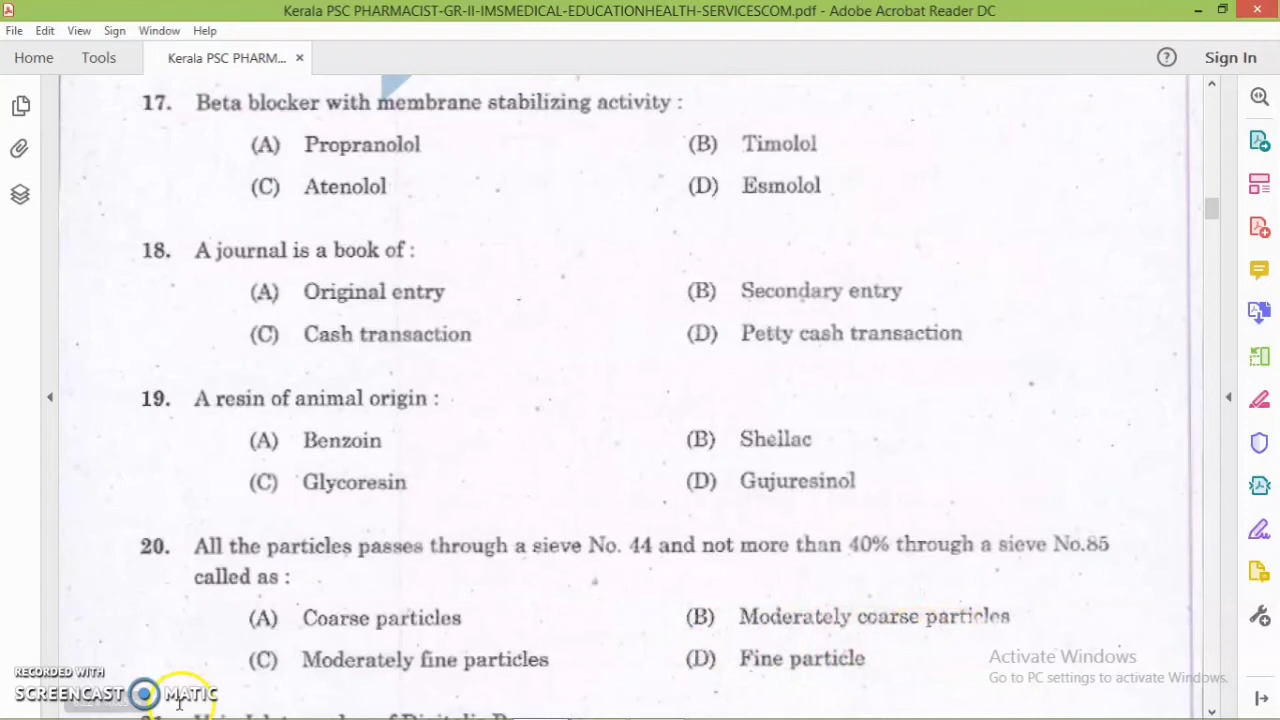 Kerala PSC PHARMACIST-GR-II-IMSMEDICAL-EDUCATIONHEALTH-SERVICESCOM.pdf - Adobe Acrobat Reader DC
File Edit View Sign Window Help
Home Tools Kerala PSC PHARM... × ? Sign In
17. Beta blocker with membrane stabilizing activity :
(A) Propranolol (B) Timolol
(C) Atenolol (D) Esmolol
18. A journal is a book of :
(A) Original entry (B) Secondary entry
(C) Cash transaction (D) Petty cash transaction
19. A resin of animal origin :
(A) Benzoin (B) Shellac
(C) Glycoresin (D) Gujuresinol
20. All the particles passes through a sieve No. 44 and not more than 40% through a sieve No.85
called as :
(A) Coarse particles (B) Moderately coarse particles
(C) Moderately fine particles (D) Fine particle
Activate Windows
Go to PC settings to activate Windows.
RECORDED WITH
SCREENCAST MATIC